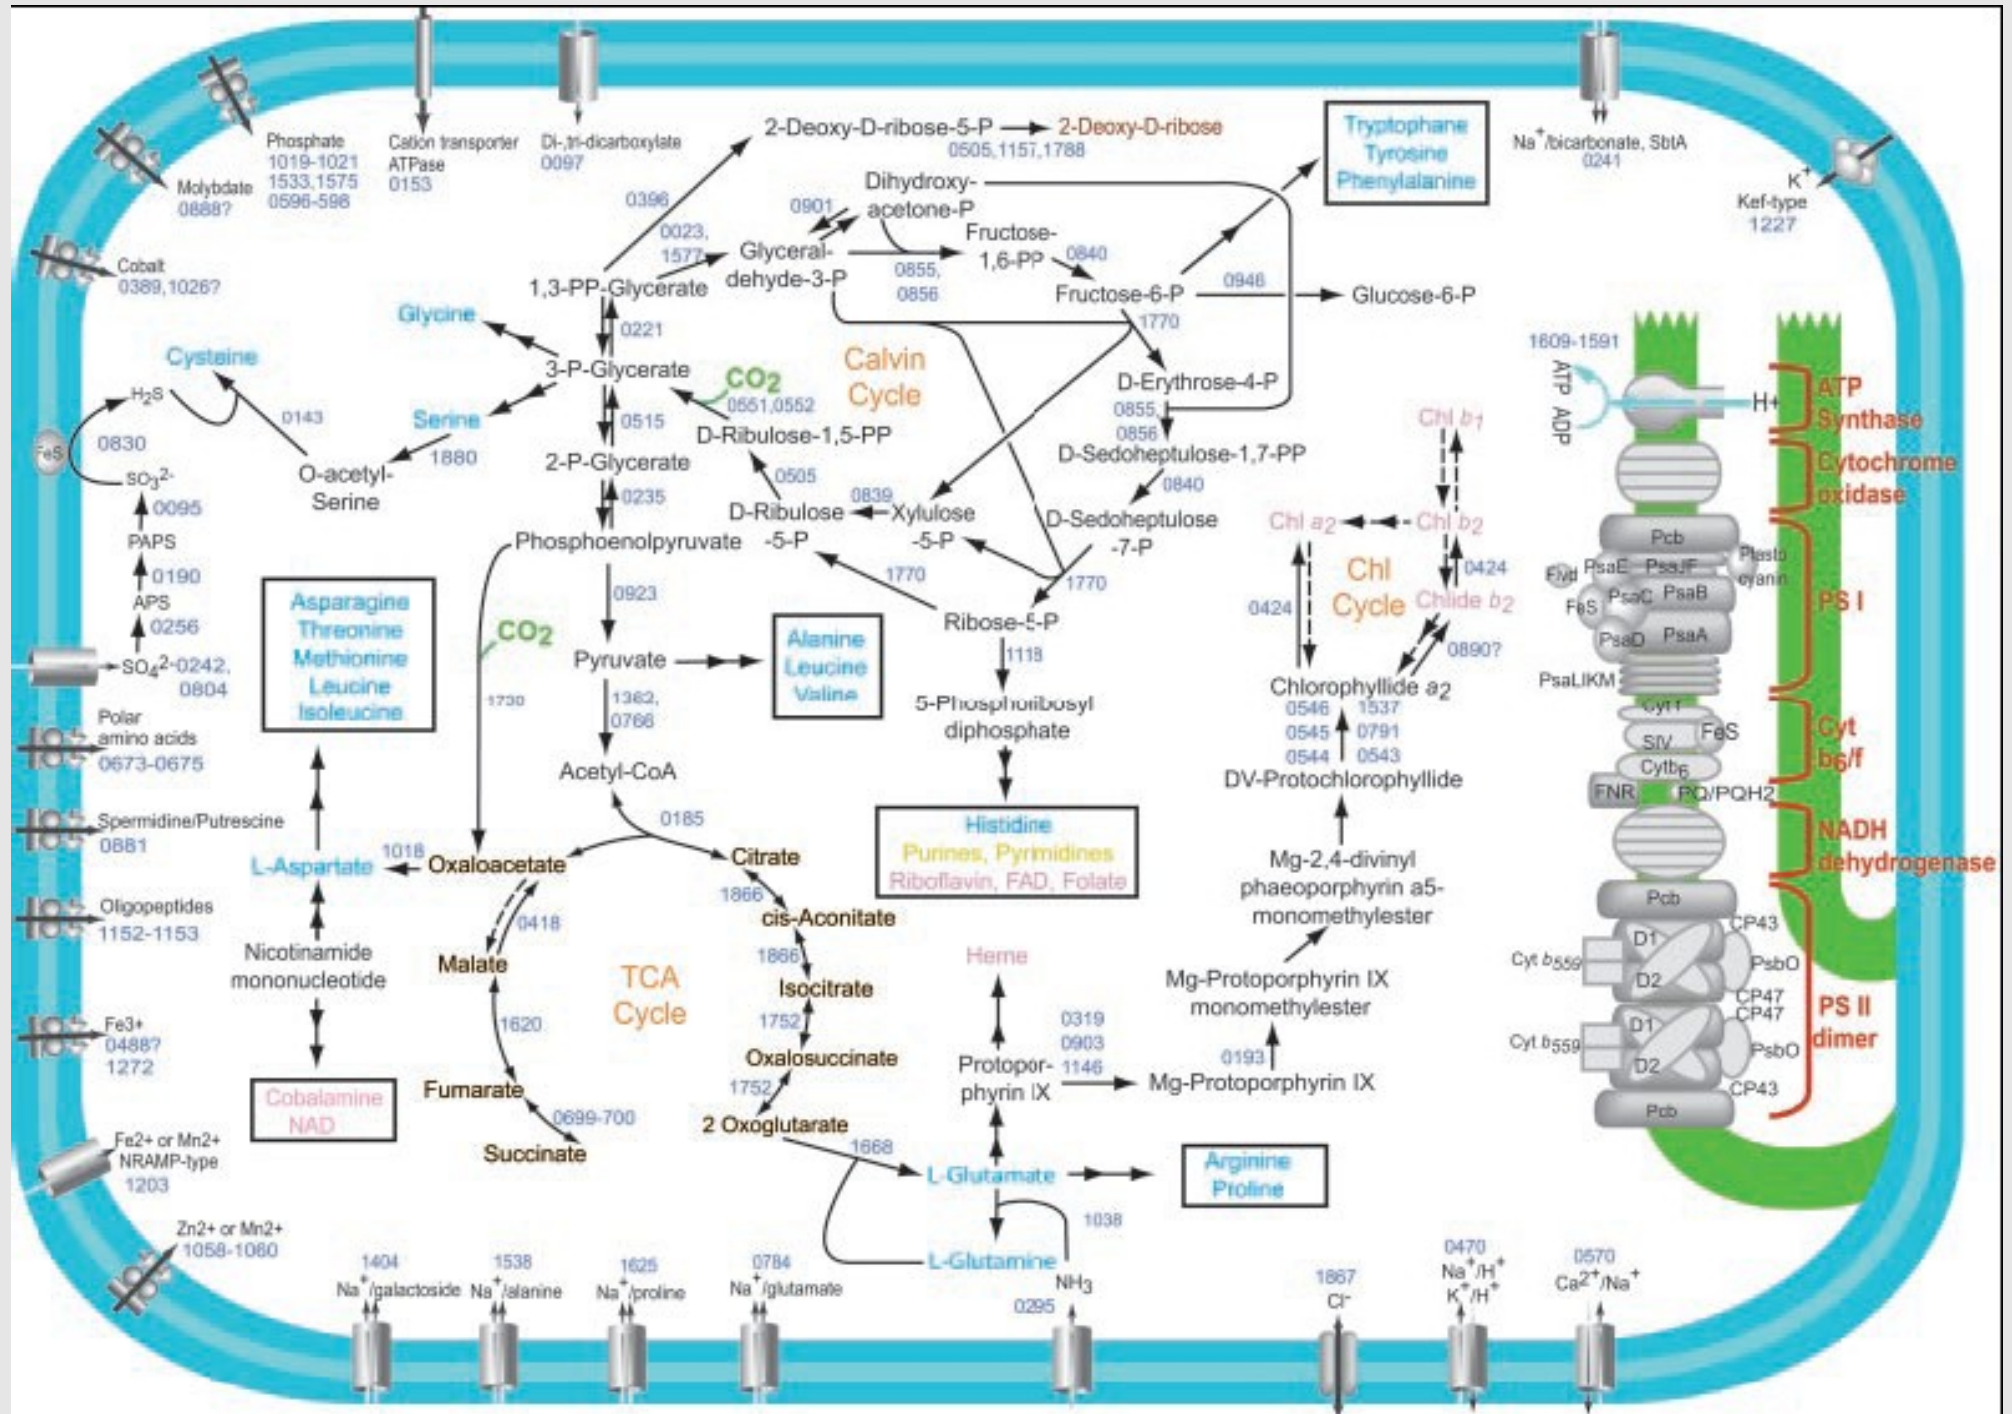 Phosphate
1019-1021
1533,1575
0596-598
Molybdate
0888?
Cation transporter
ATPase
0153
Di-,tri-dicarboxylate
0097
2-Deoxy-D-ribose-5-P
2-Deoxy-D-ribose
0505,1157,1788
Tryptophane
Tyrosine
Phenylalanine
Na+/bicarbonate, SbtA
0241
K+
Kef-type
1227
Cobalt
0389,1026?
0396
0023,
1577
0901
Dihydroxy-
acetone-P
Glyceral-
dehyde-3-P
0855,
0856
Fructose-
1,6-PP
0840
Fructose-6-P
0946
Glucose-6-P
1770
1,3-PP-Glycerate
0221
Glycine
3-P-Glycerate
Cysteine
Serine
H2S
0143
0830
FeS
1880
O-acetyl-
Serine
SO3 2-
0095
PAPS
0190
APS
0256
SO4 2-
0242,
0804
Calvin
Cycle
CO2
0551,0552
D-Ribulose-1,5-PP
0515
2-P-Glycerate
0235
0505
D-Ribulose
-5-P
0839
Xylulose
-5-P
D-Erythrose-4-P
0855,
0856
D-Sedoheptulose-1,7-PP
0840
D-Sedoheptulose
-7-P
1770
1770
Ribose-5-P
1118
5-Phosphoribosyl
diphosphate
Histidine
Purines, Pyrimidines
Riboflavin, FAD, Folate
Phosphoenolpyruvate
0923
CO2
1730
Pyruvate
Alanine
Leucine
Valine
1362,
0766
Acetyl-CoA
0185
Asparagine
Threonine
Methionine
Leucine
Isoleucine
L-Aspartate
1018
Oxaloacetate
Citrate
1866
cis-Aconitate
1866
Isocitrate
1752
Oxalosuccinate
1752
2 Oxoglutarate
0418
Malate
TCA
Cycle
1620
Fumarate
0699-700
Succinate
Nicotinamide
mononucleotide
Cobalamine
NAD
Polar
amino acids
0673-0675
Spermidine/Putrescine
0881
Oligopeptides
1152-1153
Fe3+
0488?
1272
Fe2+ or Mn2+
NRAMP-type
1203
Zn2+ or Mn2+
1058-1060
1668
L-Glutamate
Arginine
Proline
1038
L-Glutamine
NH3
0295
Heme
Protopor-
phyrin IX
0319
0903
1146
Mg-Protoporphyrin IX
0193
Mg-Protoporphyrin IX
monomethylester
Mg-2,4-divinyl
phaeoporphyrin a5-
monomethylester
DV-Protochlorophyllide
0546 1537
0545 0791
0544 0543
Chlorophyllide a2
0424
Chl
Cycle
0890?
Chlide b2
0424
Chl a2
Chl b2
Chl b1
1609-1591
ATP
ADP
H+
ATP
Synthase
Cytochrome
oxidase
Pcb
PsaE
PsaJF
Plasto
cyanin
Flvd
FeS
PsaC
PsaB
PsaD
PsaA
PsaLIKM
PS I
Cyt f
FeS
SIV
Cytb6
Cyt
b6/f
FNR
PQ/PQH2
NADH
dehydrogenase
Pcb
CP43
D1
Cyt b559
PsbO
D2
CP47
CP47
D1
Cyt b559
PsbO
D2
CP43
Pcb
PS II
dimer
1404
Na+/galactoside
1538
Na+/alanine
1625
Na+/proline
0784
Na+/glutamate
1867
Cl-
0470
Na+/H+
K+/H+
0570
Ca2+/Na+